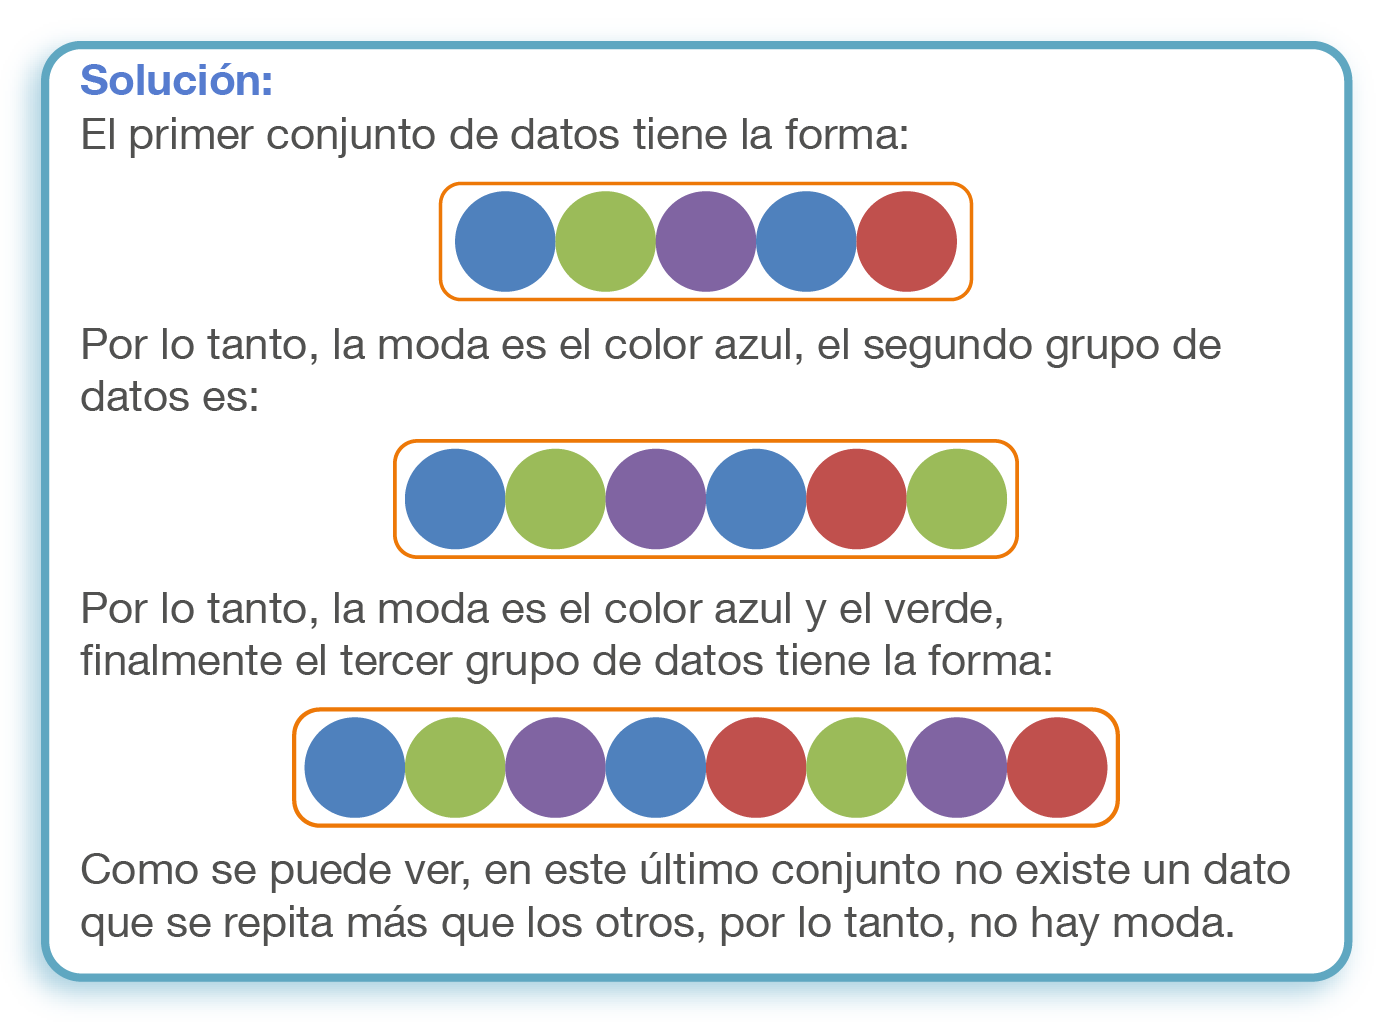 Solución:
El primer conjunto de datos tiene la forma:
Por lo tanto, la moda es el color azul, el segundo grupo de
datos es:
Por lo tanto, la moda es el color azul y el verde,
finalmente el tercer grupo de datos tiene la forma:
Como se puede ver, en este último conjunto no existe un dato
que se repita más que los otros, por lo tanto, no hay moda.